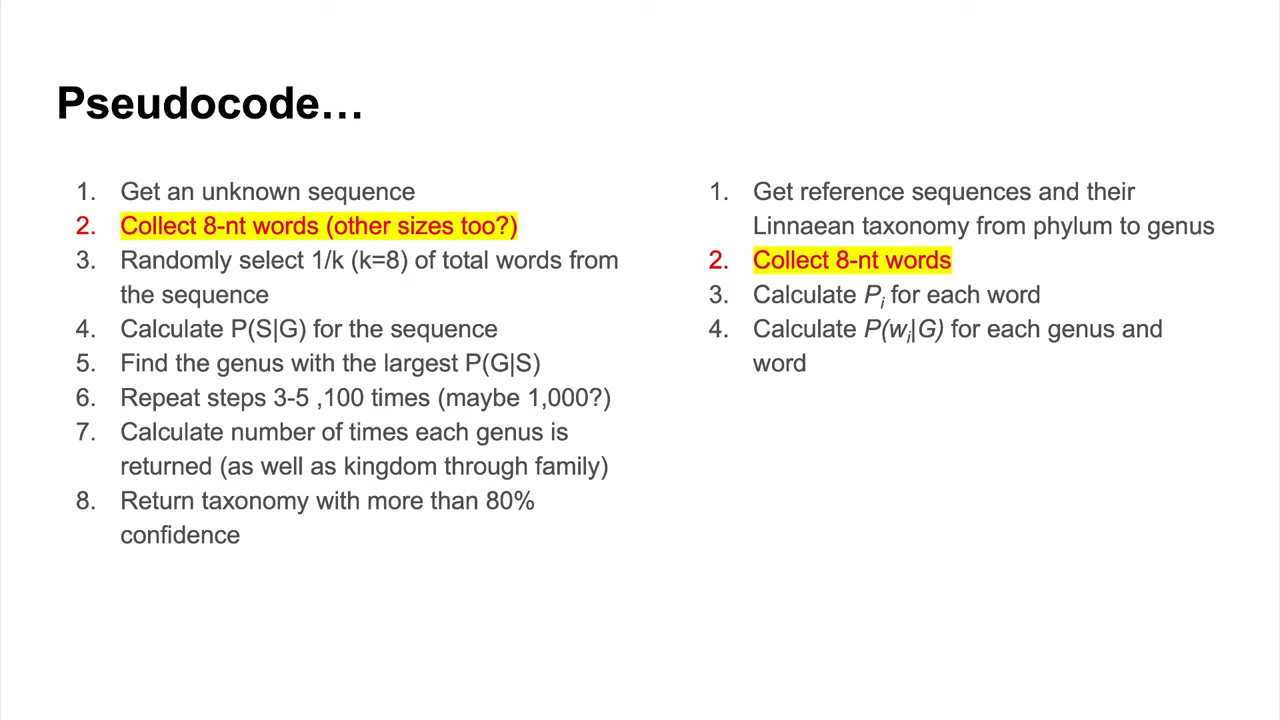 Pseudocode…
1. Get an unknown sequence
2. Collect 8-nt words (other sizes too?)
3. Randomly select 1/k (k=8) of total words from
the sequence
4. Calculate P(S|G) for the sequence
5. Find the genus with the largest P(G|S)
6. Repeat steps 3-5 ,100 times (maybe 1,000?)
7. Calculate number of times each genus is
returned (as well as kingdom through family)
8. Return taxonomy with more than 80%
confidence
1. Get reference sequences and their
Linnaean taxonomy from phylum to genus
2. Collect 8-nt words
3. Calculate Pi for each word
4. Calculate P(wi|G) for each genus and
word